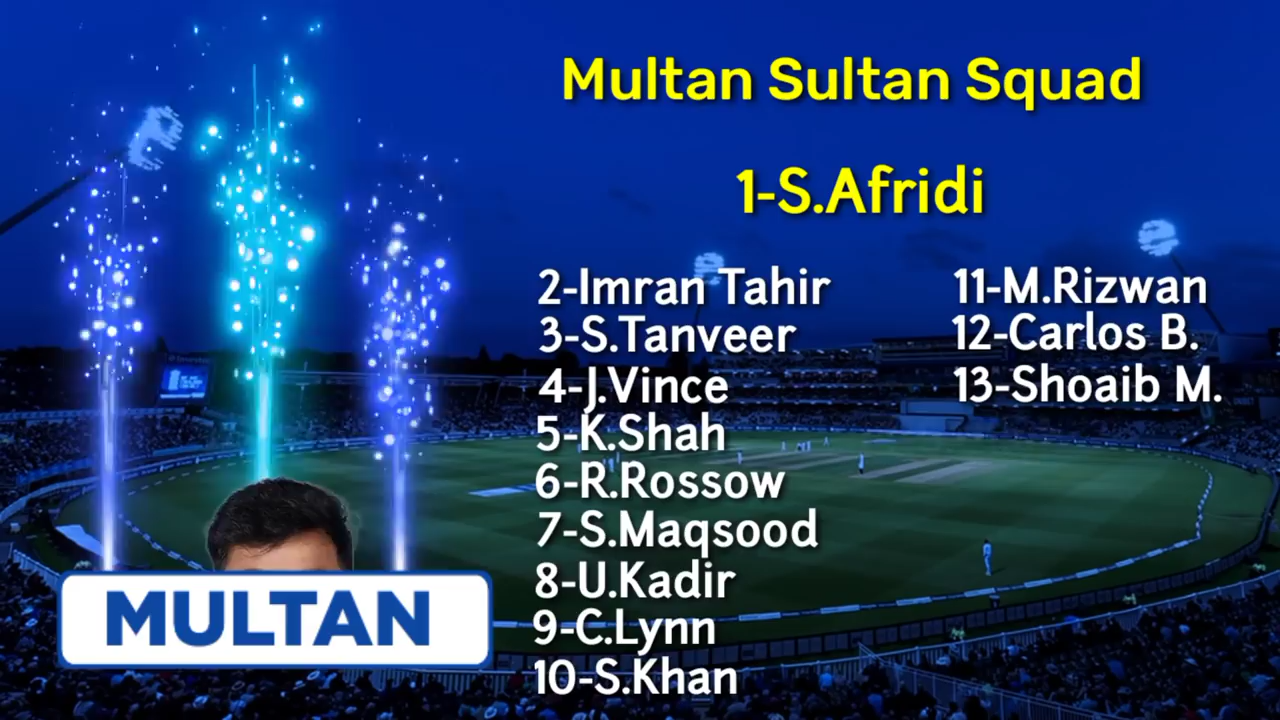 Multan Sultan Squad
1-S.Afridi
2-Imran Tahir
3-S.Tanveer
4-J.Vince
5-K.Shah
6-R.Rossow
7-S.Maqsood
8-U.Kadir
9-C.Lynn
10-S.Khan
11-M.Rizwan
12-Carlos B.
13-Shoaib M.
MULTAN